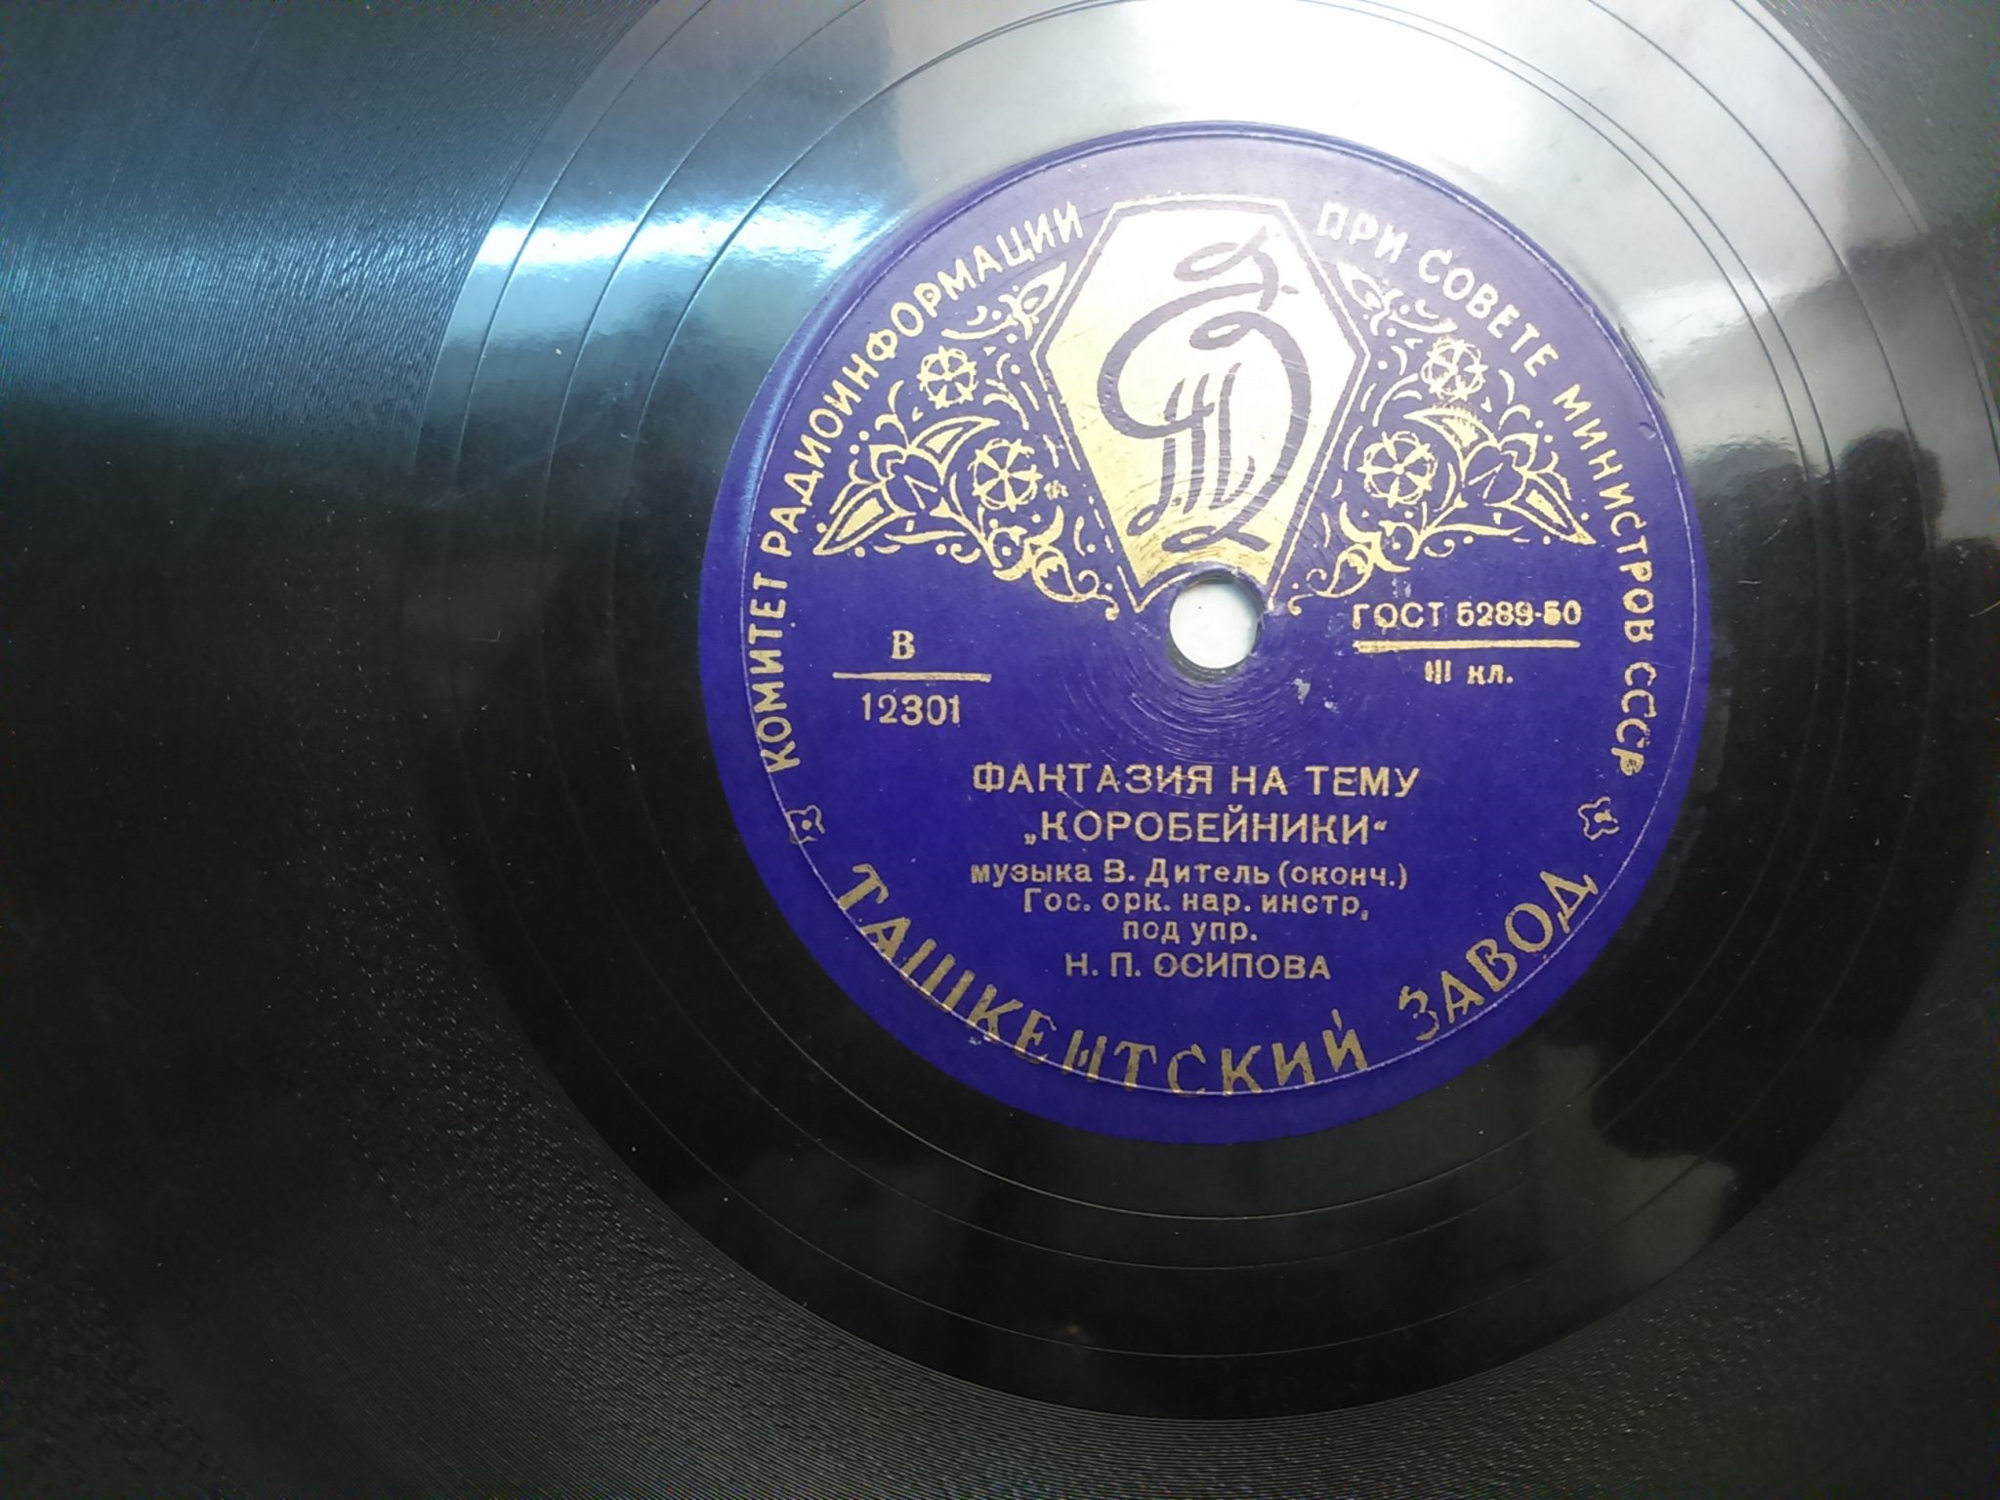 КОМИТЕТ РАДИОИНФОРМАЦИИ ПРИ СОВЕТЕ МИНИСТРОВ СССР
В
12301
ГОСТ 5289-50
III кл.
ФАНТАЗИЯ НА ТЕМУ
„КОРОБЕЙНИКИ“
музыка В. Дитель (оконч.)
Гос. орк. нар. инстр.
под упр.
Н. П. ОСИПОВА
ТАШКЕНТСКИЙ ЗАВОД